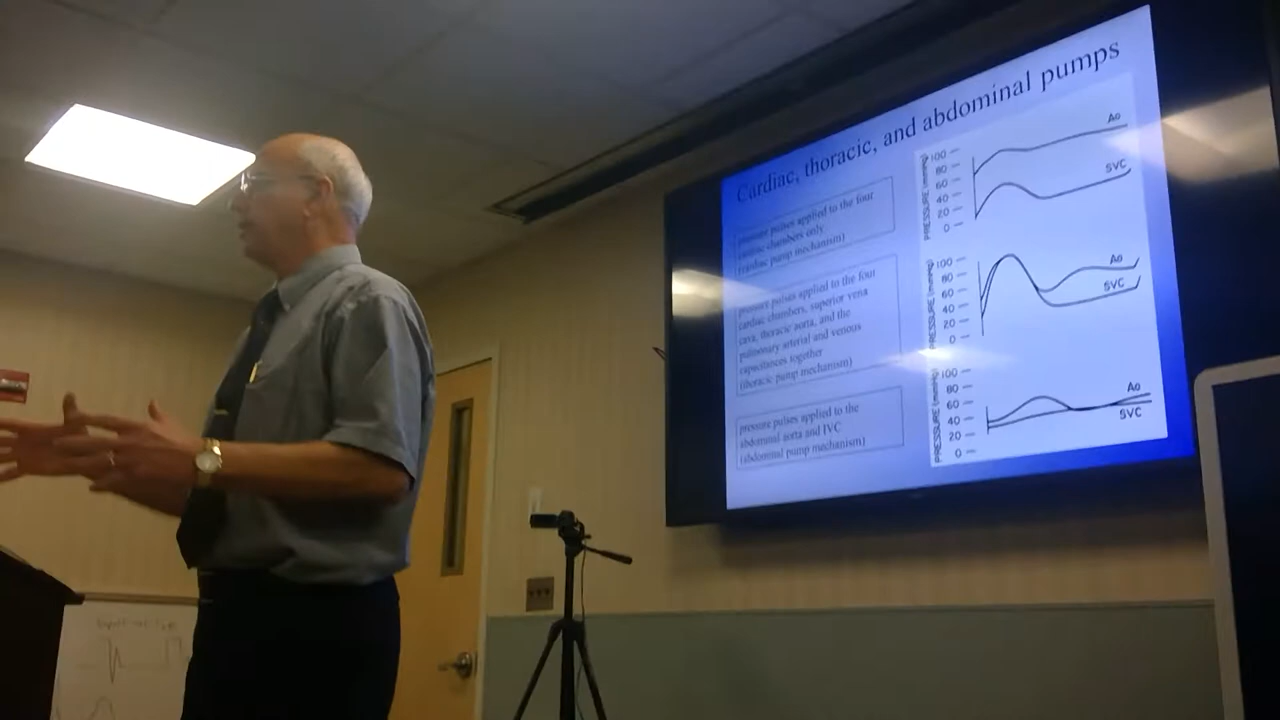 Cardiac, thoracic, and abdominal pumps
pressure pulses applied to the four
cardiac chambers only
(cardiac pump mechanism)
PRESSURE (mmHg)
100
80
60
40
20
0
Ao
SVC
pressure pulses applied to the four
cardiac chambers, superior vena
cava, thoracic aorta, and the
pulmonary arterial and venous
capacitances together
(thoracic pump mechanism)
PRESSURE (mmHg)
100
80
60
40
20
0
Ao
SVC
pressure pulses applied to the
abdominal aorta and IVC
(abdominal pump mechanism)
PRESSURE (mmHg)
100
80
60
40
20
0
Ao
SVC